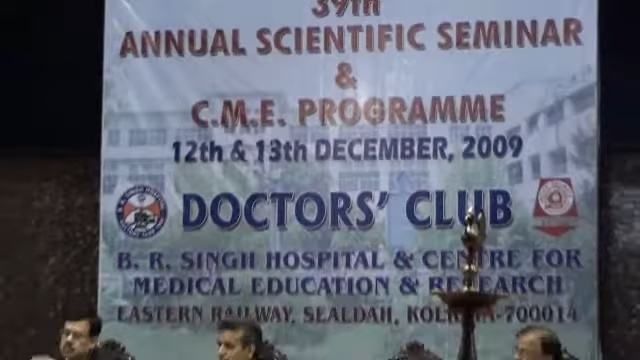 39th
ANNUAL SCIENTIFIC SEMINAR
&
C.M.E. PROGRAMME
12th & 13th DECEMBER, 2009
DOCTORS' CLUB
B. R. SINGH HOSPITAL & CENTRE FOR
MEDICAL EDUCATION & RESEARCH
EASTERN RAILWAY, SEALDAH, KOLKATA-700014